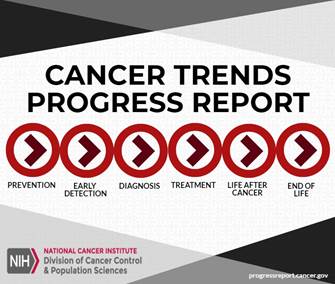 CANCER TRENDS
PROGRESS REPORT
PREVENTION
EARLY
DETECTION
DIAGNOSIS
TREATMENT
LIFE AFTER
CANCER
END OF
LIFE
NIH
NATIONAL CANCER INSTITUTE
Division of Cancer Control
& Population Sciences
progressreport.cancer.gov